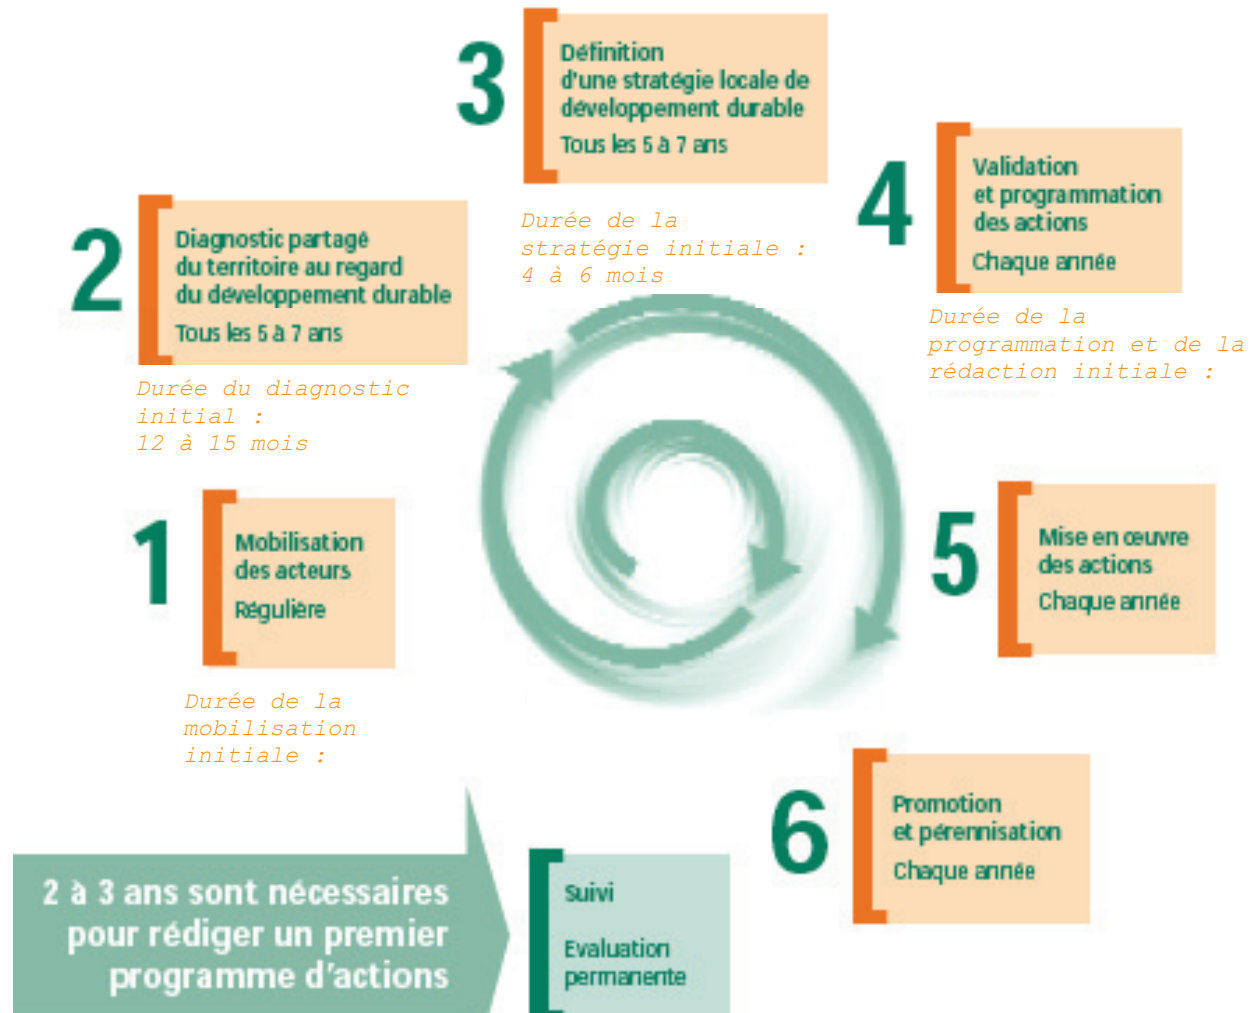 1
Mobilisation
des acteurs
Régulière
Durée de la
mobilisation
initiale :
2
Diagnostic partagé
du territoire au regard
du développement durable
Tous les 5 à 7 ans
Durée du diagnostic
initial :
12 à 15 mois
3
Définition
d'une stratégie locale de
développement durable
Tous les 5 à 7 ans
Durée de la
stratégie initiale :
4 à 6 mois
4
Validation
et programmation
des actions
Chaque année
Durée de la
programmation et de la
rédaction initiale :
5
Mise en œuvre
des actions
Chaque année
6
Promotion
et pérennisation
Chaque année
2 à 3 ans sont nécessaires
pour rédiger un premier
programme d'actions
Suivi
Evaluation
permanente